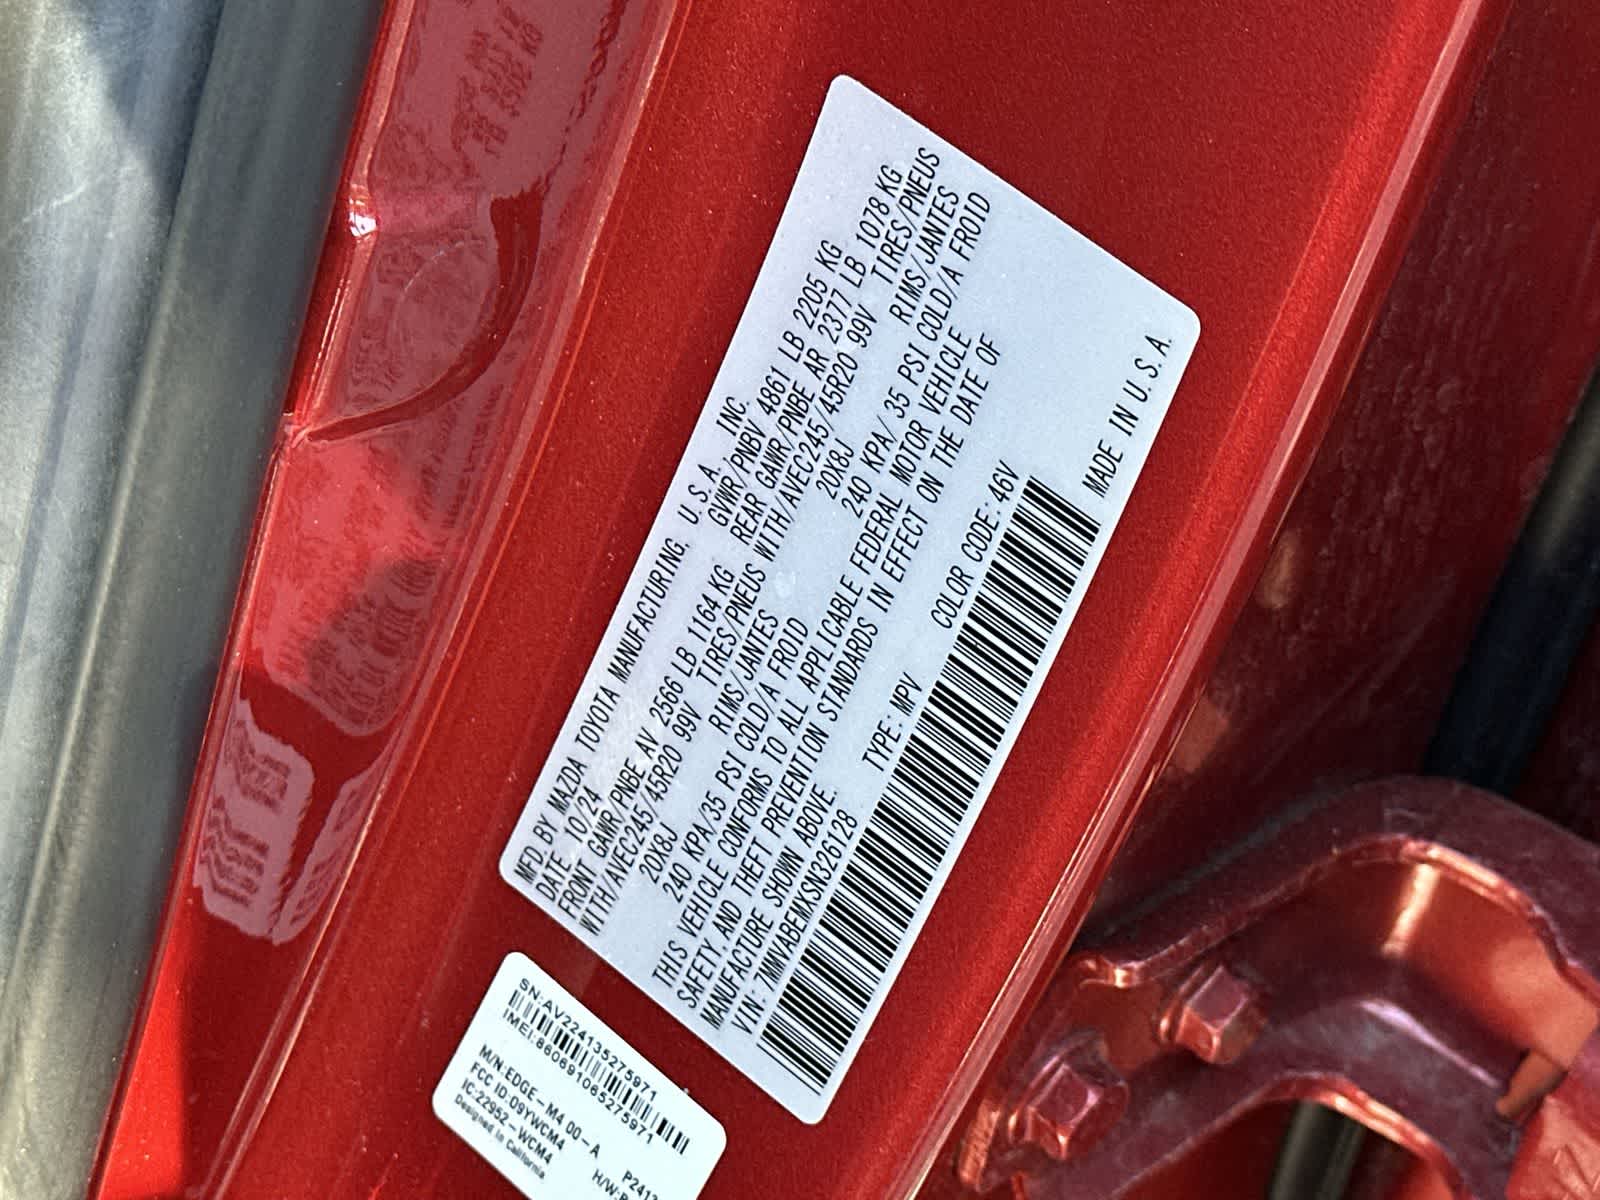 MFD. BY MAZDA TOYOTA MANUFACTURING, U.S.A. INC.
DATE: 10/24 GVWR/PNBV 4861 LB 2205 KG
FRONT GAWR/PNBE AV 2566 LB 1164 KG REAR GAWR/PNBE AR 2377 LB 1078 KG
WITH/AVEC245/45R20 99V TIRES/PNEUS WITH/AVEC245/45R20 99V TIRES/PNEUS
20X8J RIMS/JANTES 20X8J RIMS/JANTES
240 KPA/35 PSI COLD/A FROID 240 KPA/ 35 PSI COLD/A FROID
THIS VEHICLE CONFORMS TO ALL APPLICABLE FEDERAL MOTOR VEHICLE
SAFETY, AND THEFT PREVENTION STANDARDS IN EFFECT ON THE DATE OF
MANUFACTURE SHOWN ABOVE.
VIN: 7MMVABEMXSN326128 TYPE: MPV COLOR CODE: 46V
MADE IN U.S.A.
SN:AV224135275971
IMEI:860691065275971
M/N:EDGE-M4 00-A P2413
FCC ID:O9YWCM4 H/W:P
IC:22952-WCM4
Designed in California